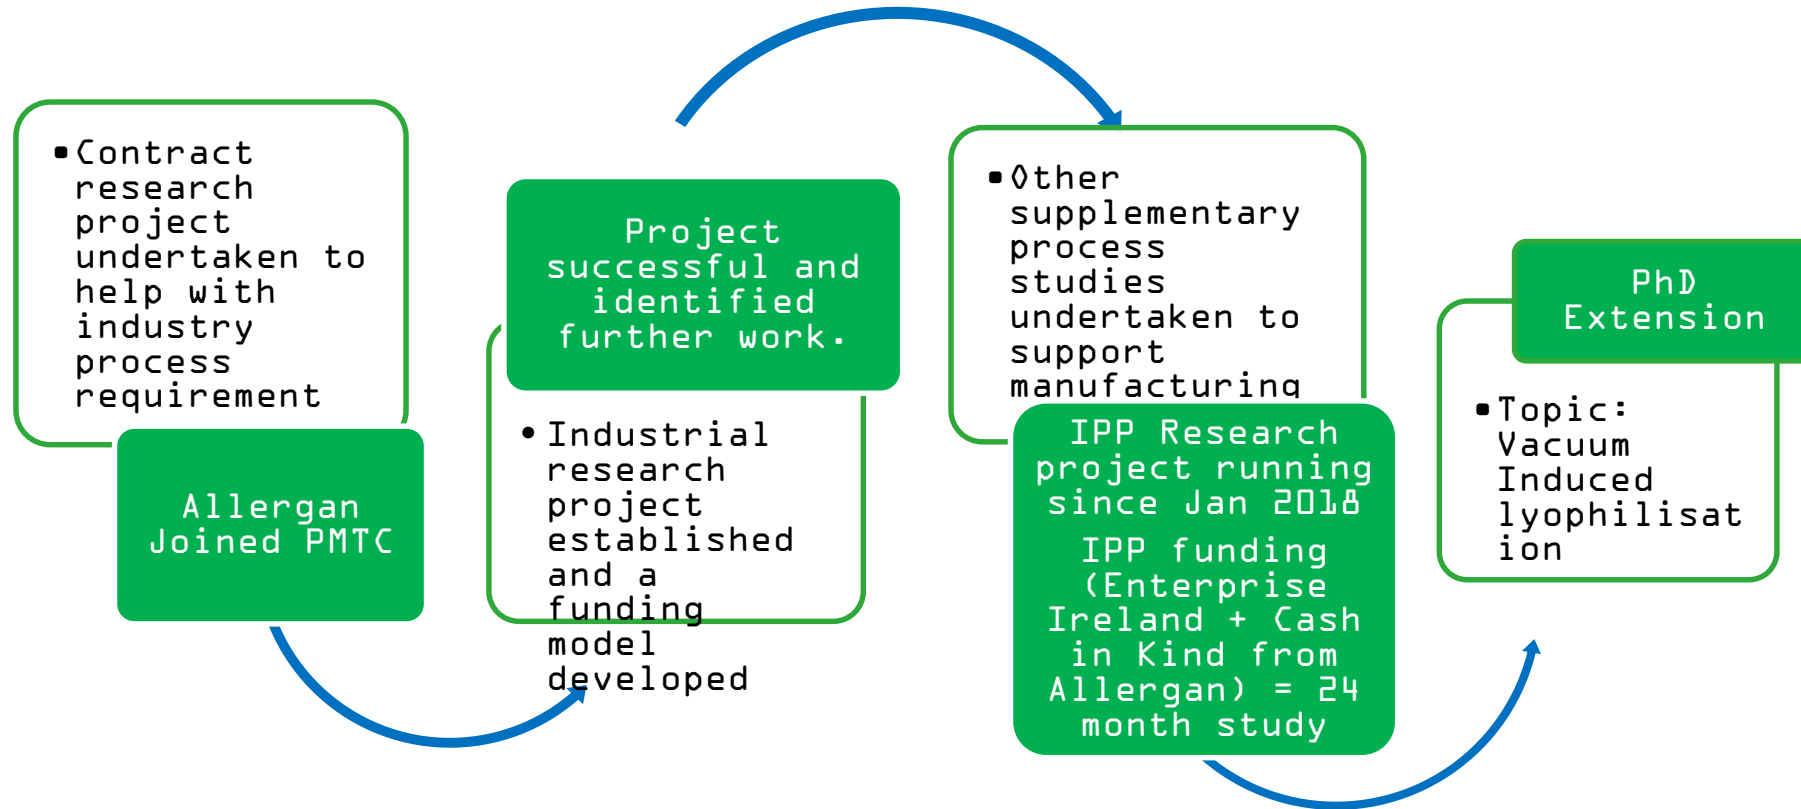 ▪Contract
research
project
undertaken to
help with
industry
process
requirement
Allergan
Joined PMTC
Project
successful and
identified
further work.
• Industrial
research
project
established
and a
funding
model
developed
▪Other
supplementary
process
studies
undertaken to
support
manufacturing
IPP Research
project running
since Jan 2018
IPP funding
(Enterprise
Ireland + Cash
in Kind from
Allergan) = 24
month study
PhD
Extension
▪Topic:
Vacuum
Induced
lyophilisat
ion